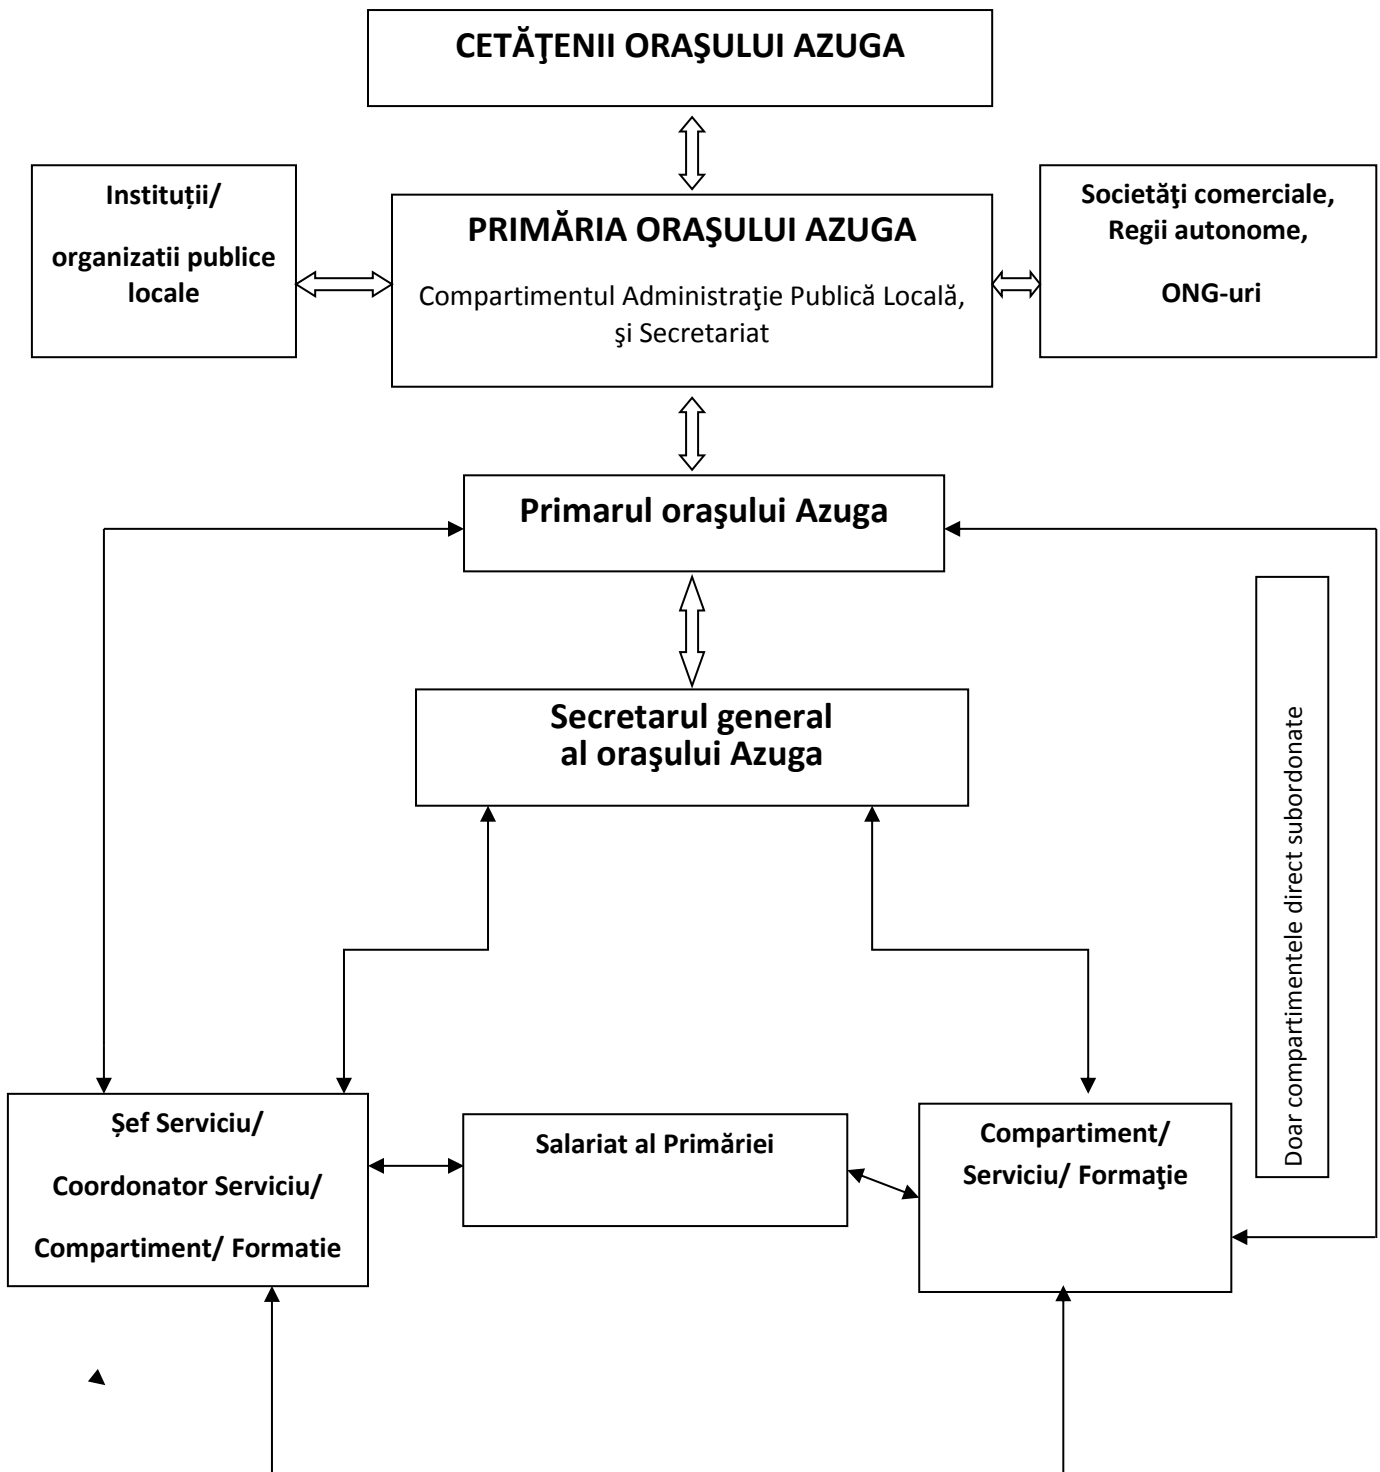 CETĂŢENII ORAŞULUI AZUGA
Instituții/
organizatii publice
locale
PRIMĂRIA ORAŞULUI AZUGA
Compartimentul Administraţie Publică Locală,
şi Secretariat
Societăţi comerciale,
Regii autonome,
ONG-uri
Primarul oraşului Azuga
Secretarul general
al oraşului Azuga
Doar compartimentele direct subordonate
Șef Serviciu/
Coordonator Serviciu/
Compartiment/ Formatie
Salariat al Primăriei
Compartiment/
Serviciu/ Formaţie